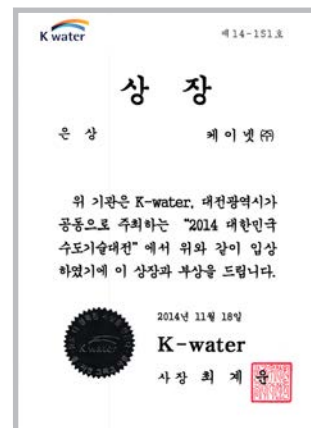 K water
제 14-151호
상 장
은 상 케이넷㈜
위 기관은 K-water, 대전광역시가
공동으로 주최하는 "2014 대한민국
수도기술대전"에서 위와 같이 입상
하였기에 이 상장과 부상을 드립니다.
2014년 11월 18일
K-water
K water
사장 최 계 운